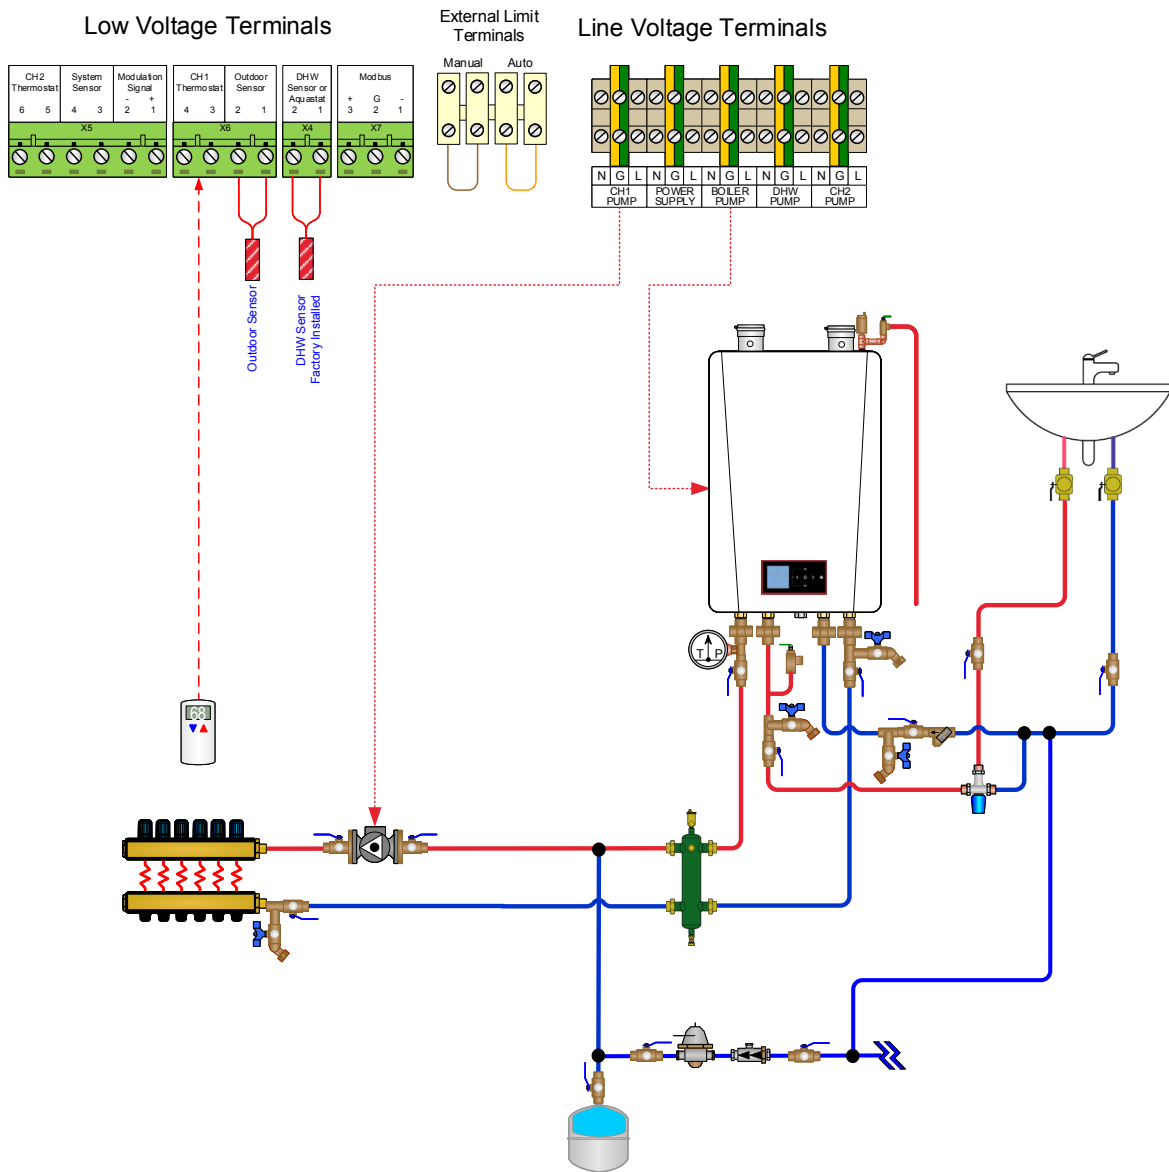 Low Voltage Terminals
External Limit
Terminals
Line Voltage Terminals
Manual Auto
CH2
Thermostat
6 5
System
Sensor
4 3
Modulation
Signal
- +
2 1
X5
CH1
Thermostat
4 3
Outdoor
Sensor
2 1
X6
DHW
Sensor or
Aquastat
2 1
X4
Modbus
+ G -
3 2 1
X7
N G L N G L N G L N G L N G L
CH1
PUMP
POWER
SUPPLY
BOILER
PUMP
DHW
PUMP
CH2
PUMP
Outdoor Sensor
DHW Sensor
Factory Installed
T P
68